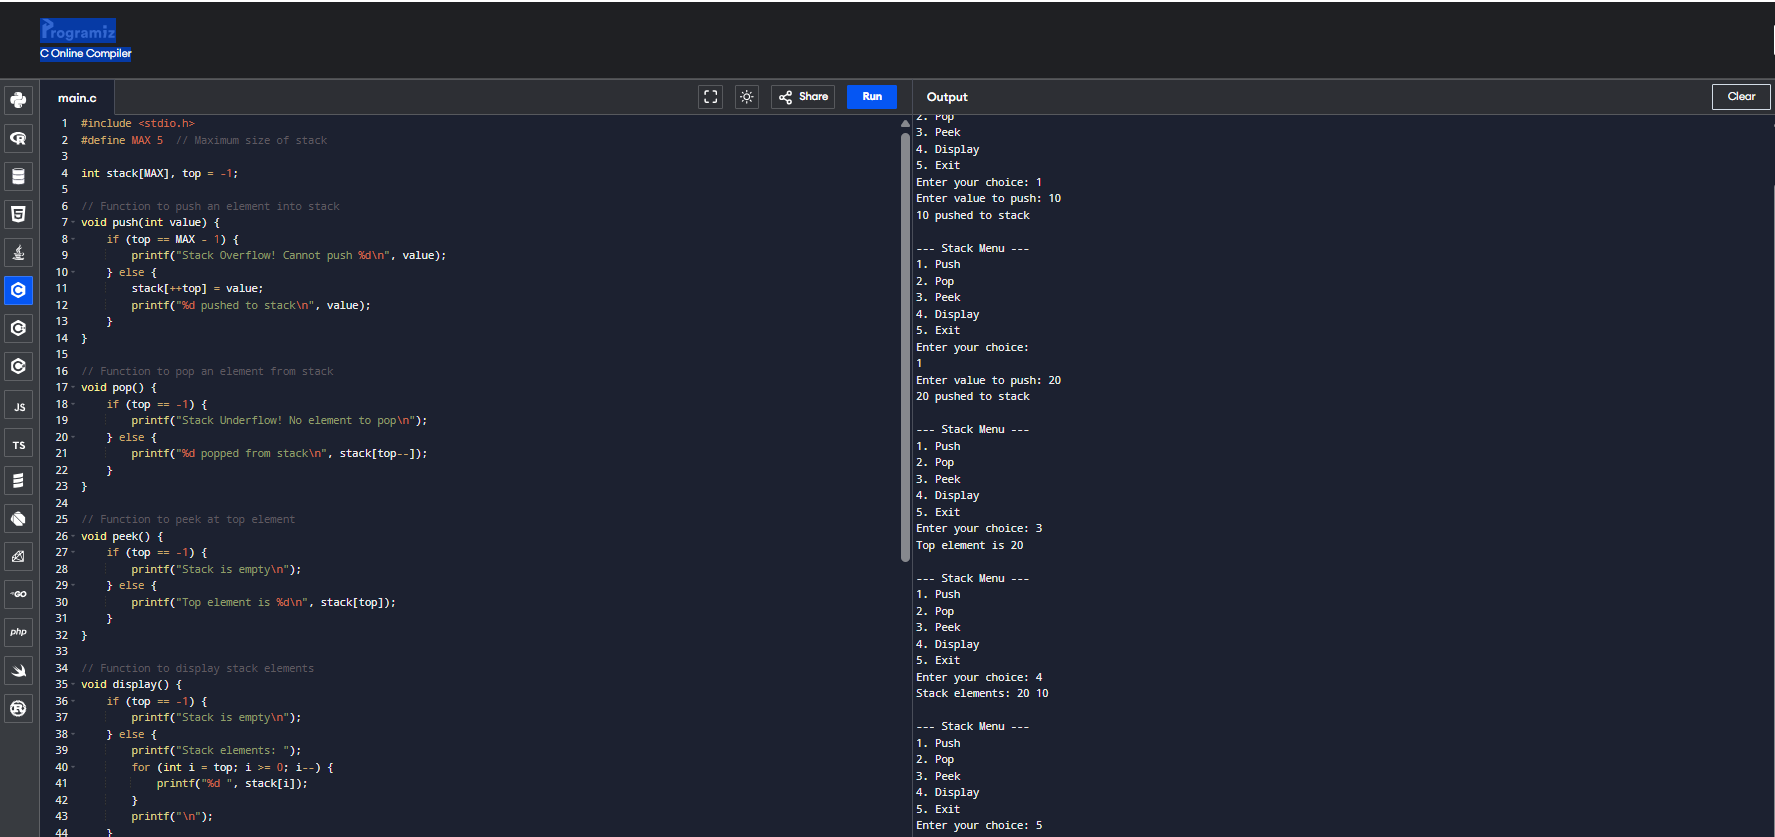 Programiz
C Online Compiler
main.c
Share
Run
Output
Clear
JS
TS
GO
php
1 #include <stdio.h>
2 #define MAX 5  // Maximum size of stack
3
4 int stack[MAX], top = -1;
5
6 // Function to push an element into stack
7 void push(int value) {
8     if (top == MAX - 1) {
9         printf("Stack Overflow! Cannot push %d\n", value);
10     } else {
11         stack[++top] = value;
12         printf("%d pushed to stack\n", value);
13     }
14 }
15
16 // Function to pop an element from stack
17 void pop() {
18     if (top == -1) {
19         printf("Stack Underflow! No element to pop\n");
20     } else {
21         printf("%d popped from stack\n", stack[top--]);
22     }
23 }
24
25 // Function to peek at top element
26 void peek() {
27     if (top == -1) {
28         printf("Stack is empty\n");
29     } else {
30         printf("Top element is %d\n", stack[top]);
31     }
32 }
33
34 // Function to display stack elements
35 void display() {
36     if (top == -1) {
37         printf("Stack is empty\n");
38     } else {
39         printf("Stack elements: ");
40         for (int i = top; i >= 0; i--) {
41             printf("%d ", stack[i]);
42         }
43         printf("\n");
44     }
2. Pop
3. Peek
4. Display
5. Exit
Enter your choice: 1
Enter value to push: 10
10 pushed to stack

--- Stack Menu ---
1. Push
2. Pop
3. Peek
4. Display
5. Exit
Enter your choice:
1
Enter value to push: 20
20 pushed to stack

--- Stack Menu ---
1. Push
2. Pop
3. Peek
4. Display
5. Exit
Enter your choice: 3
Top element is 20

--- Stack Menu ---
1. Push
2. Pop
3. Peek
4. Display
5. Exit
Enter your choice: 4
Stack elements: 20 10

--- Stack Menu ---
1. Push
2. Pop
3. Peek
4. Display
5. Exit
Enter your choice: 5